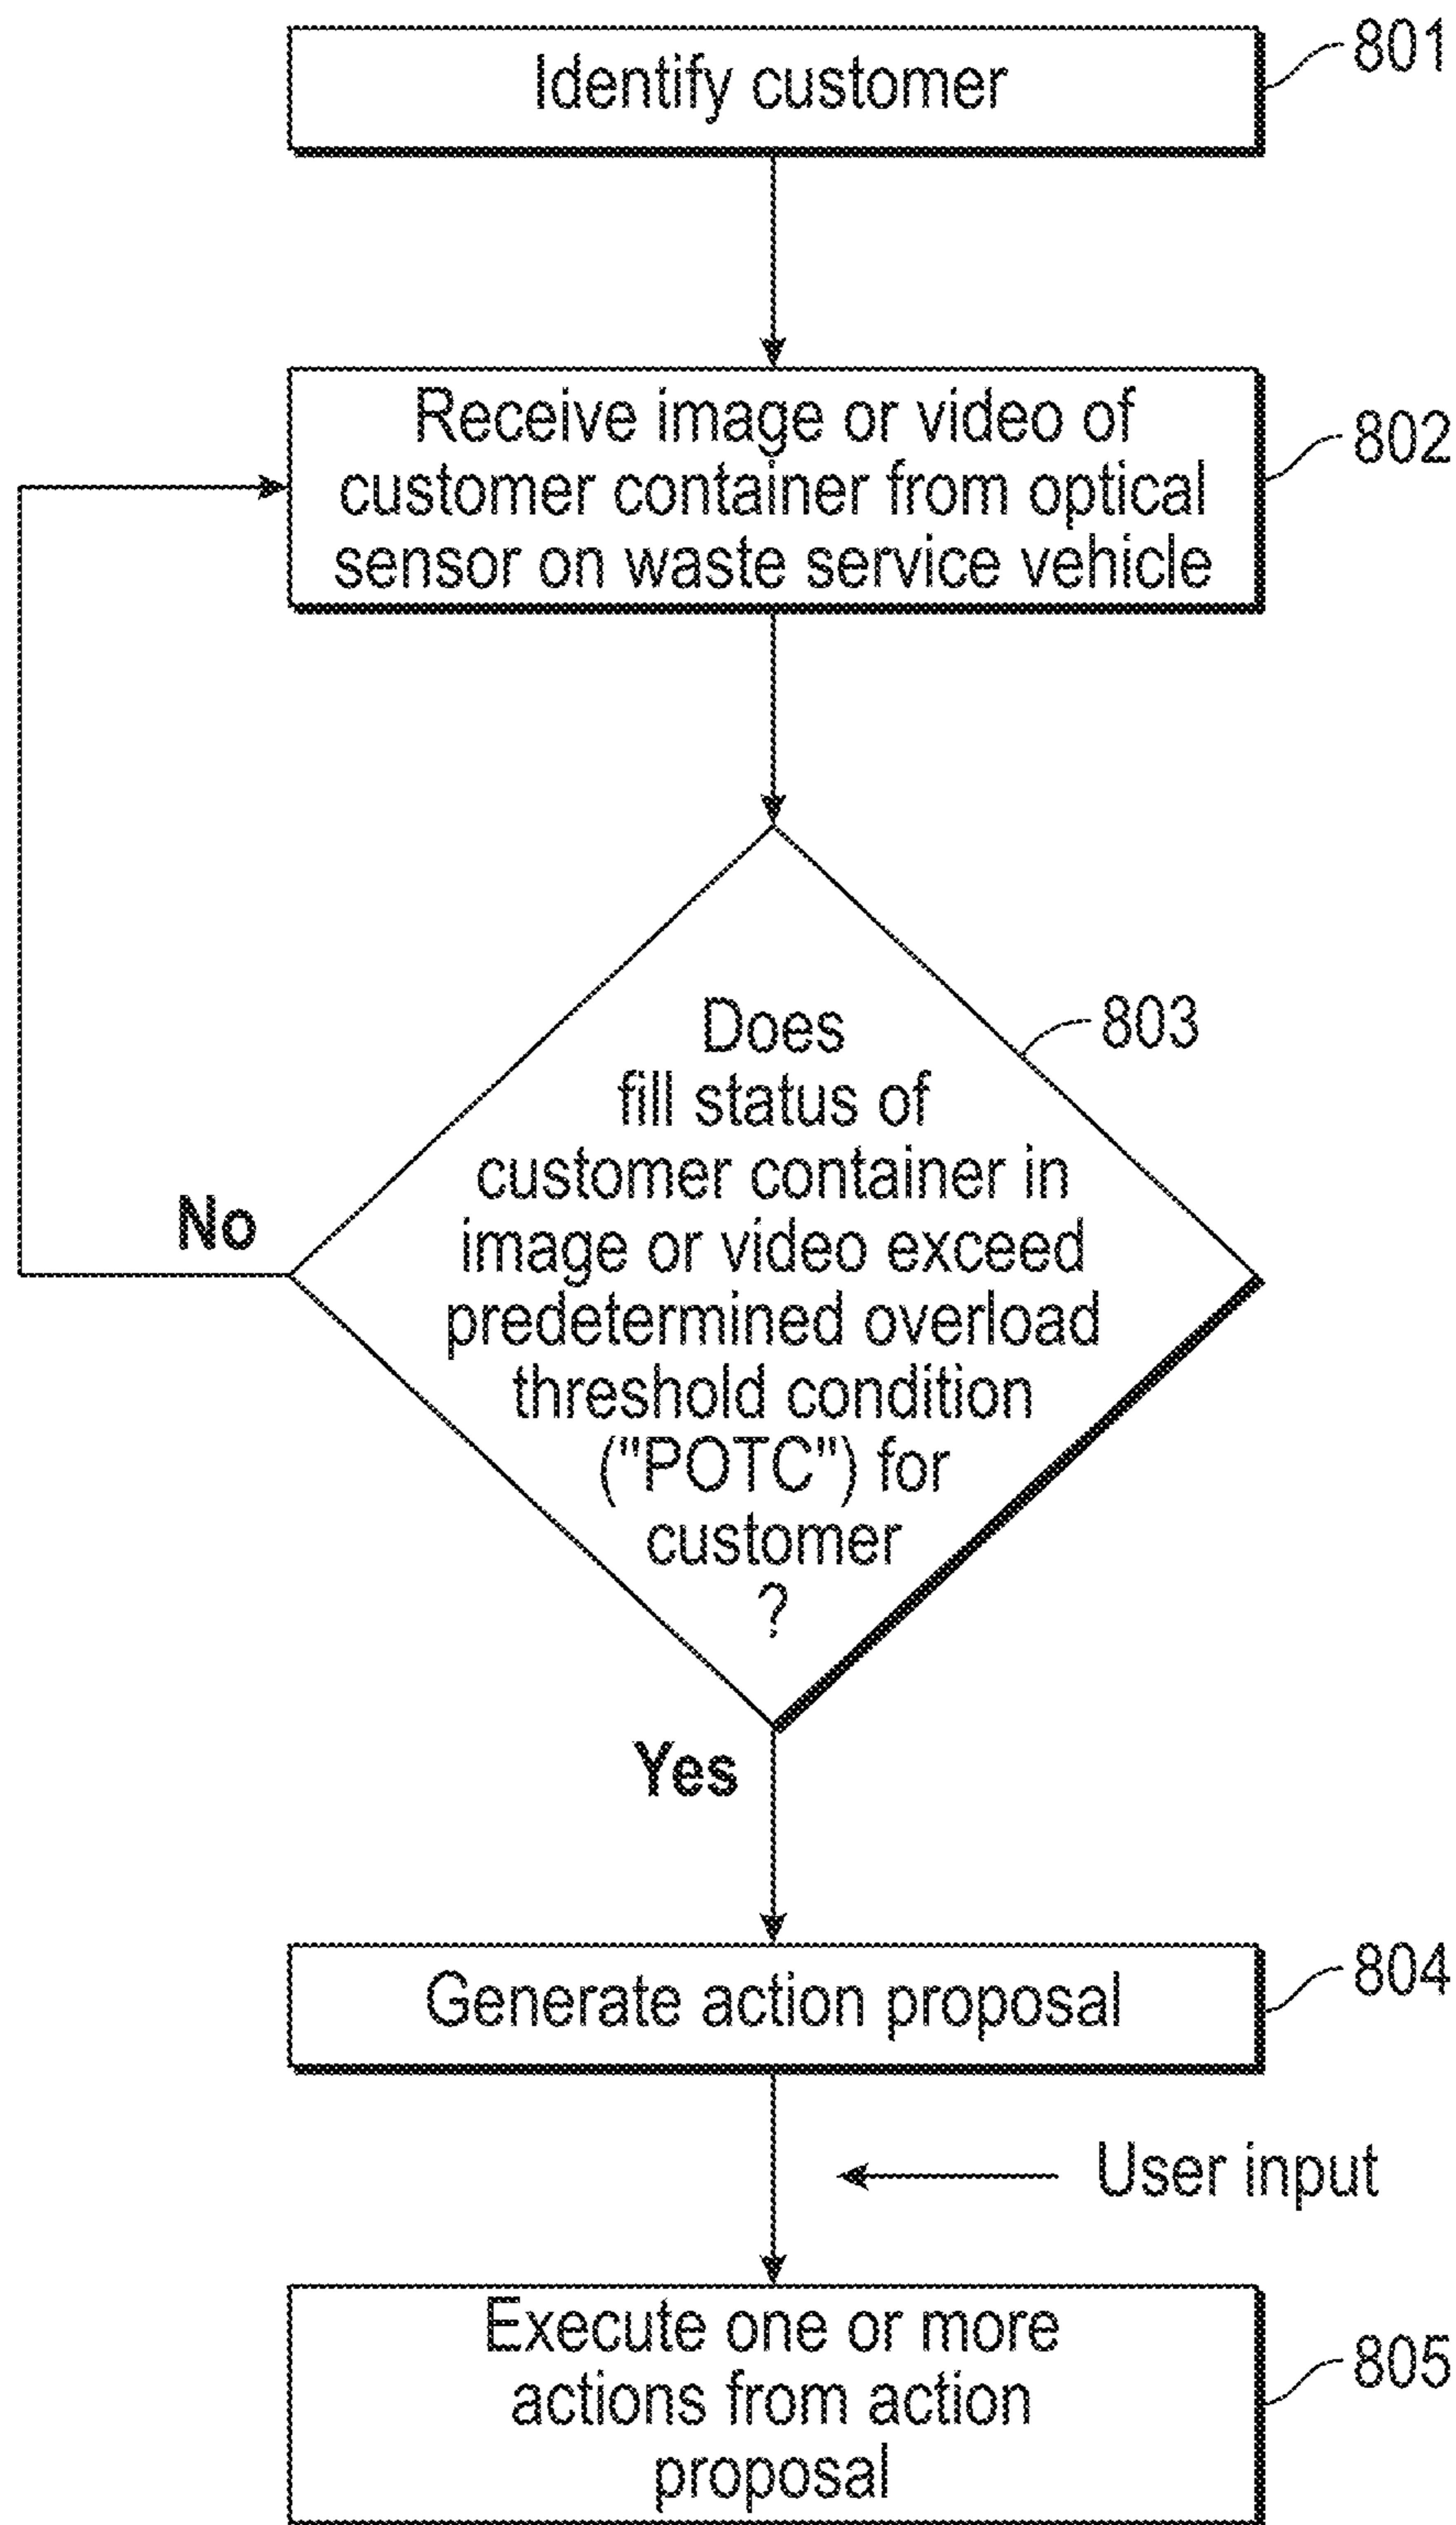 Identify customer
801
Receive image or video of
customer container from optical
sensor on waste service vehicle
802
Does
fill status of
customer container in
image or video exceed
predetermined overload
threshold condition
("POTC") for
customer
?
803
No
Yes
Generate action proposal
804
User input
Execute one or more
actions from action
proposal
805